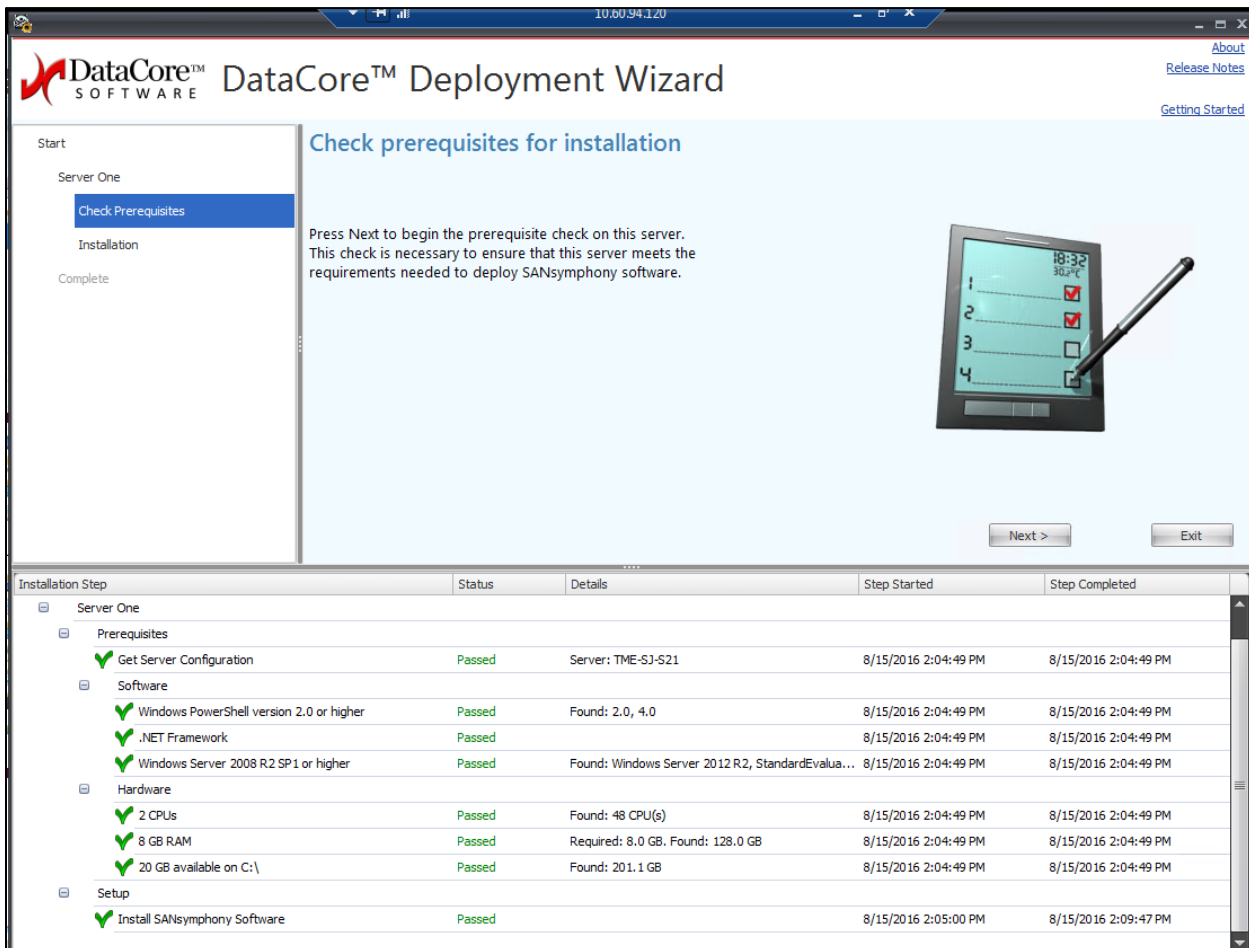 10.60.94.120
About
DataCore™
SOFTWARE
DataCore™ Deployment Wizard
Release Notes
Getting Started
Start
Server One
Check Prerequisites
Installation
Complete
Check prerequisites for installation
Press Next to begin the prerequisite check on this server.
This check is necessary to ensure that this server meets the
requirements needed to deploy SANsymphony software.
18:32
30.2°C
1
2
3
4
Next >
Exit
Installation Step Status Details Step Started Step Completed
Server One
Prerequisites
Get Server Configuration Passed Server: TME-SJ-S21 8/15/2016 2:04:49 PM 8/15/2016 2:04:49 PM
Software
Windows PowerShell version 2.0 or higher Passed Found: 2.0, 4.0 8/15/2016 2:04:49 PM 8/15/2016 2:04:49 PM
.NET Framework Passed 8/15/2016 2:04:49 PM 8/15/2016 2:04:49 PM
Windows Server 2008 R2 SP1 or higher Passed Found: Windows Server 2012 R2, StandardEvalua... 8/15/2016 2:04:49 PM 8/15/2016 2:04:49 PM
Hardware
2 CPUs Passed Found: 48 CPU(s) 8/15/2016 2:04:49 PM 8/15/2016 2:04:49 PM
8 GB RAM Passed Required: 8.0 GB. Found: 128.0 GB 8/15/2016 2:04:49 PM 8/15/2016 2:04:49 PM
20 GB available on C:\ Passed Found: 201.1 GB 8/15/2016 2:04:49 PM 8/15/2016 2:04:49 PM
Setup
Install SANsymphony Software Passed 8/15/2016 2:05:00 PM 8/15/2016 2:09:47 PM